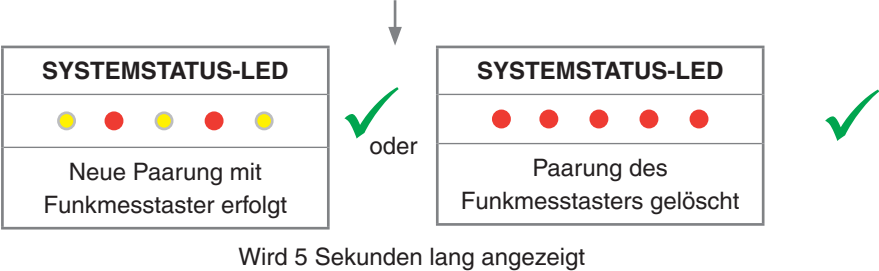 SYSTEMSTATUS-LED
Neue Paarung mit
Funkmesstaster erfolgt
oder
SYSTEMSTATUS-LED
Paarung des
Funkmesstasters gelöscht
Wird 5 Sekunden lang angezeigt